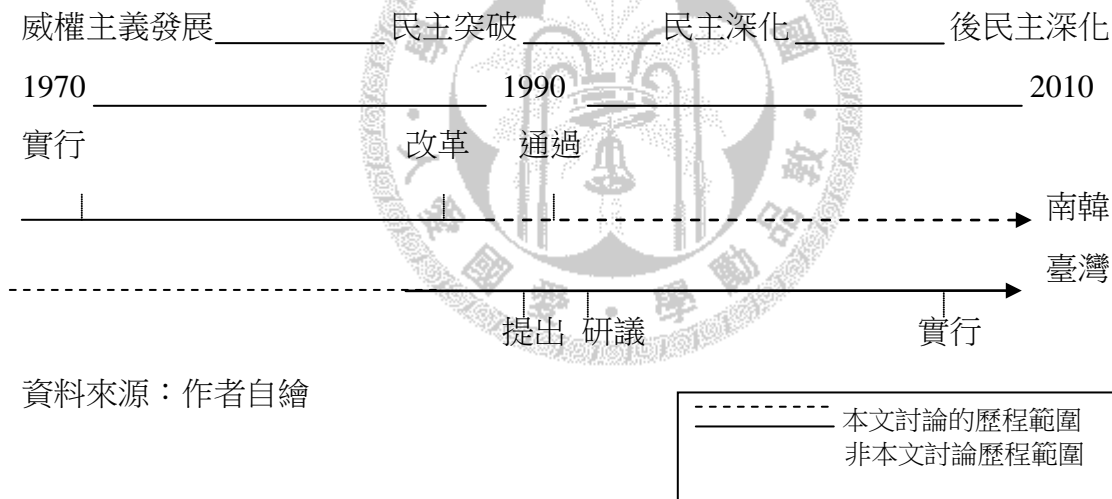 威權主義發展 民主突破 民主深化 後民主深化
1970 1990 2010
實行 改革 通過
南韓
臺灣
提出 研議 實行
資料來源：作者自繪
本文討論的歷程範圍
非本文討論歷程範圍